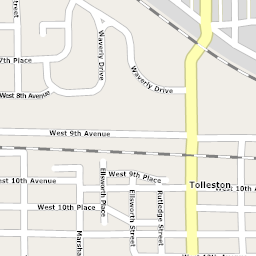 Street
Waverly Drive
7th Place
Waverly Drive
West 8th Avenue
West 9th Avenue
West 9th Place
West 10th Avenue
Ellsworth Place
Tolleston
Rutledge Street
Ellsworth Street
West 10th Place